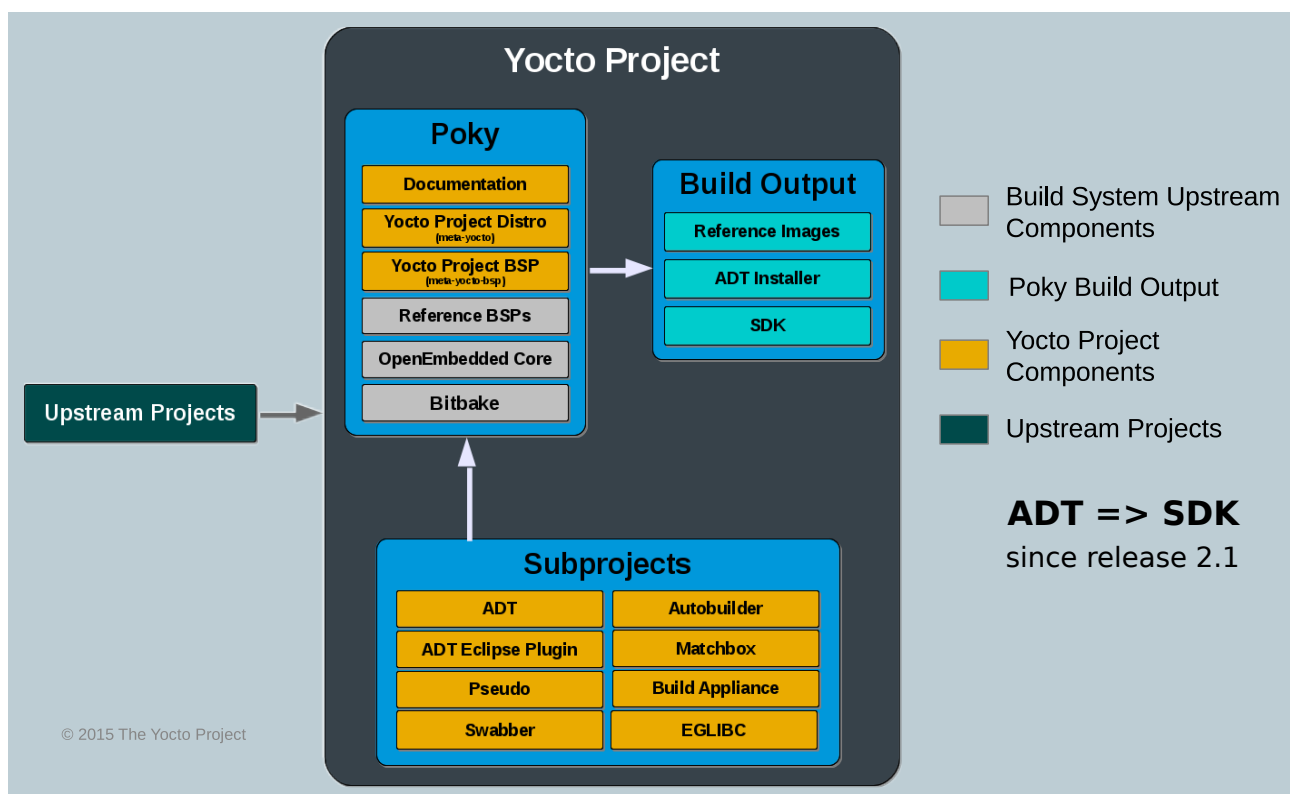 Yocto Project
Poky
Documentation
Yocto Project Distro
(meta-yocto)
Yocto Project BSP
(meta-yocto-bsp)
Reference BSPs
OpenEmbedded Core
Bitbake
Build Output
Reference Images
ADT Installer
SDK
Upstream Projects
Subprojects
ADT
Autobuilder
ADT Eclipse Plugin
Matchbox
Pseudo
Build Appliance
Swabber
EGLIBC
Build System Upstream
Components
Poky Build Output
Yocto Project
Components
Upstream Projects
ADT => SDK
since release 2.1
© 2015 The Yocto Project